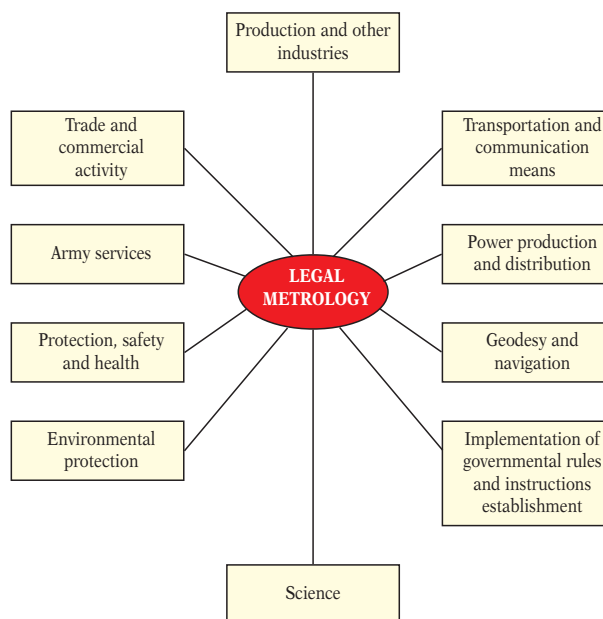 Production and other
industries
Trade and
commercial
activity
Transportation and
communication
means
Army services
Power production
and distribution
LEGAL
METROLOGY
Protection, safety
and health
Geodesy and
navigation
Environmental
protection
Implementation of
governmental rules
and instructions
establishment
Science